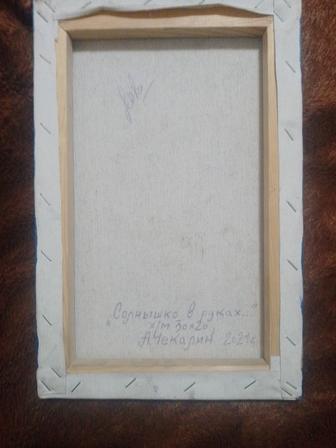 "Солнышко в руках..."
х/м 30х20
А.Чекарин 2021г.